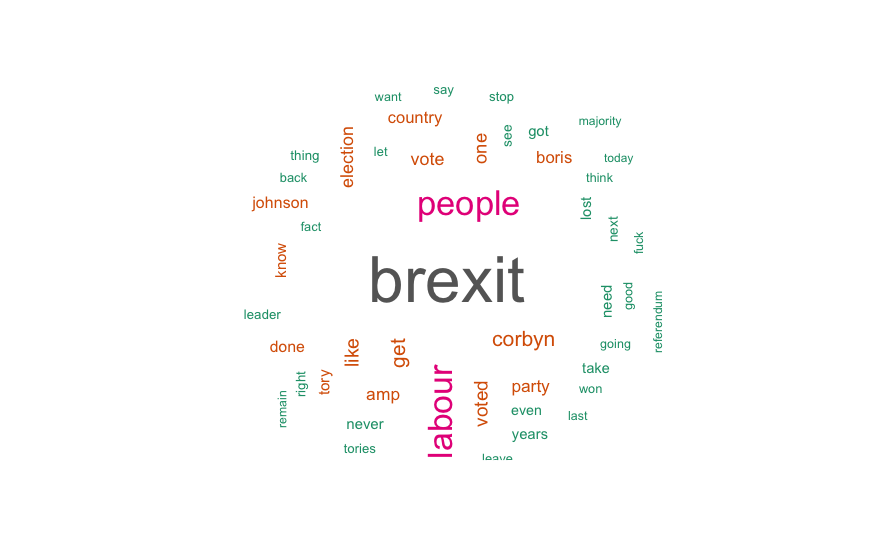 say
want
stop
country
majority
see
got
election
one
let
vote
boris
today
thing
back
think
people
johnson
lost
next
fact
fuck
know
brexit
need
good
referendum
leader
corbyn
going
done
like
get
take
tory
right
remain
amp
labour
voted
party
won
even
last
never
years
tories
leave